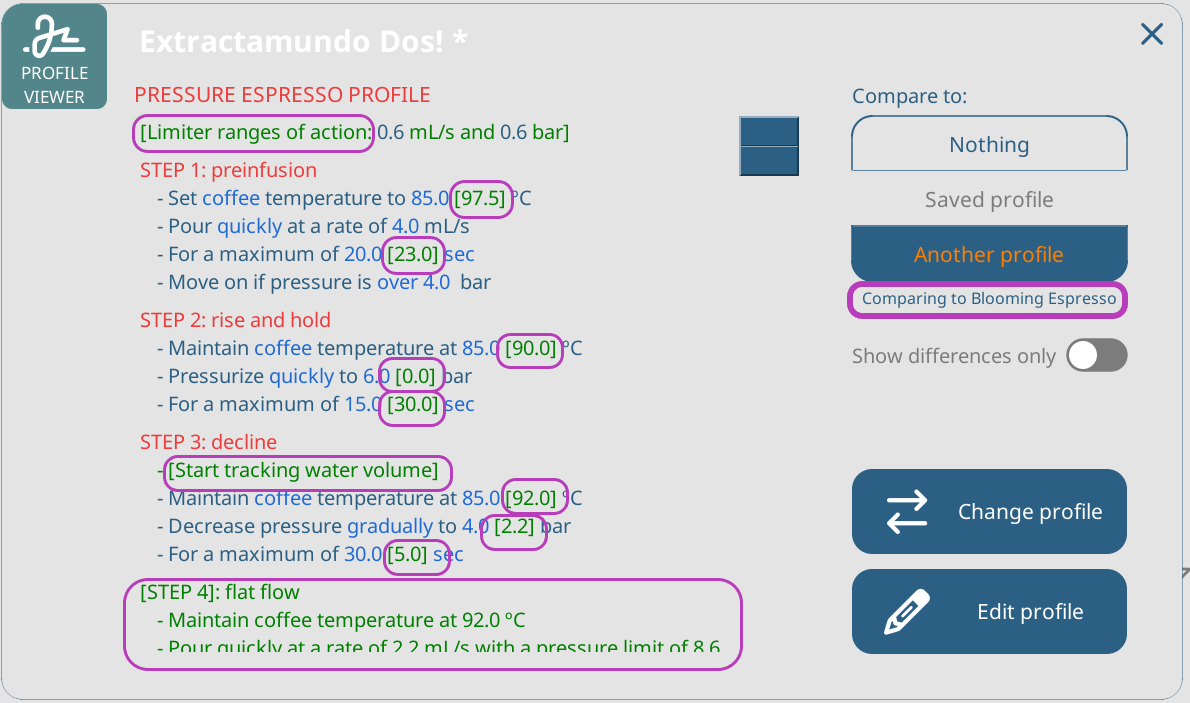 PROFILE
VIEWER
Extractamundo Dos! *
PRESSURE ESPRESSO PROFILE
[Limiter ranges of action: 0.6 mL/s and 0.6 bar]
STEP 1: preinfusion
- Set coffee temperature to 85.0 [97.5] ºC
- Pour quickly at a rate of 4.0 mL/s
- For a maximum of 20.0 [23.0] sec
- Move on if pressure is over 4.0 bar
STEP 2: rise and hold
- Maintain coffee temperature at 85.0 [90.0] ºC
- Pressurize quickly to 6.0 [0.0] bar
- For a maximum of 15.0 [30.0] sec
STEP 3: decline
- [Start tracking water volume]
- Maintain coffee temperature at 85.0 [92.0] ºC
- Decrease pressure gradually to 4.0 [2.2] bar
- For a maximum of 30.0 [5.0] sec
[STEP 4]: flat flow
- Maintain coffee temperature at 92.0 ºC
- Pour quickly at a rate of 2.2 mL/s with a pressure limit of 8.6
Compare to:
Nothing
Saved profile
Another profile
Comparing to Blooming Espresso
Show differences only
Change profile
Edit profile